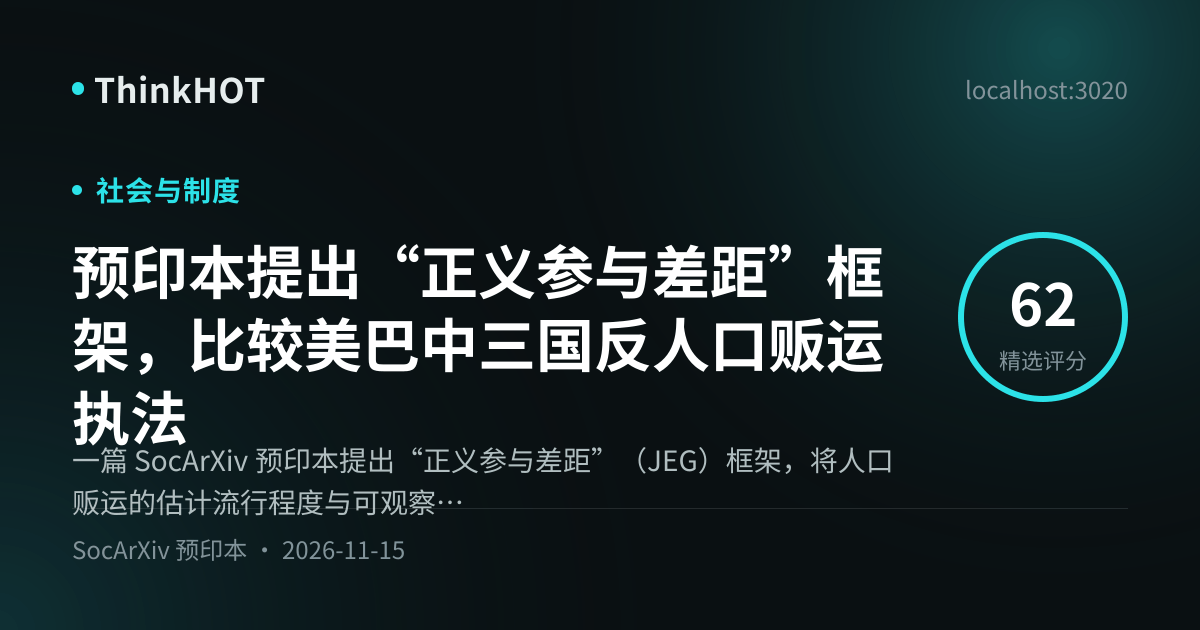 ThinkHOT
localhost:3020
社会与制度
预印本提出“正义参与差距”框
架，比较美巴中三国反人口贩运
执法
62
精选评分
一篇 SocArXiv 预印本提出“正义参与差距”（JEG）框架，将人口
贩运的估计流行程度与可观察…
SocArXiv 预印本 · 2026-11-15